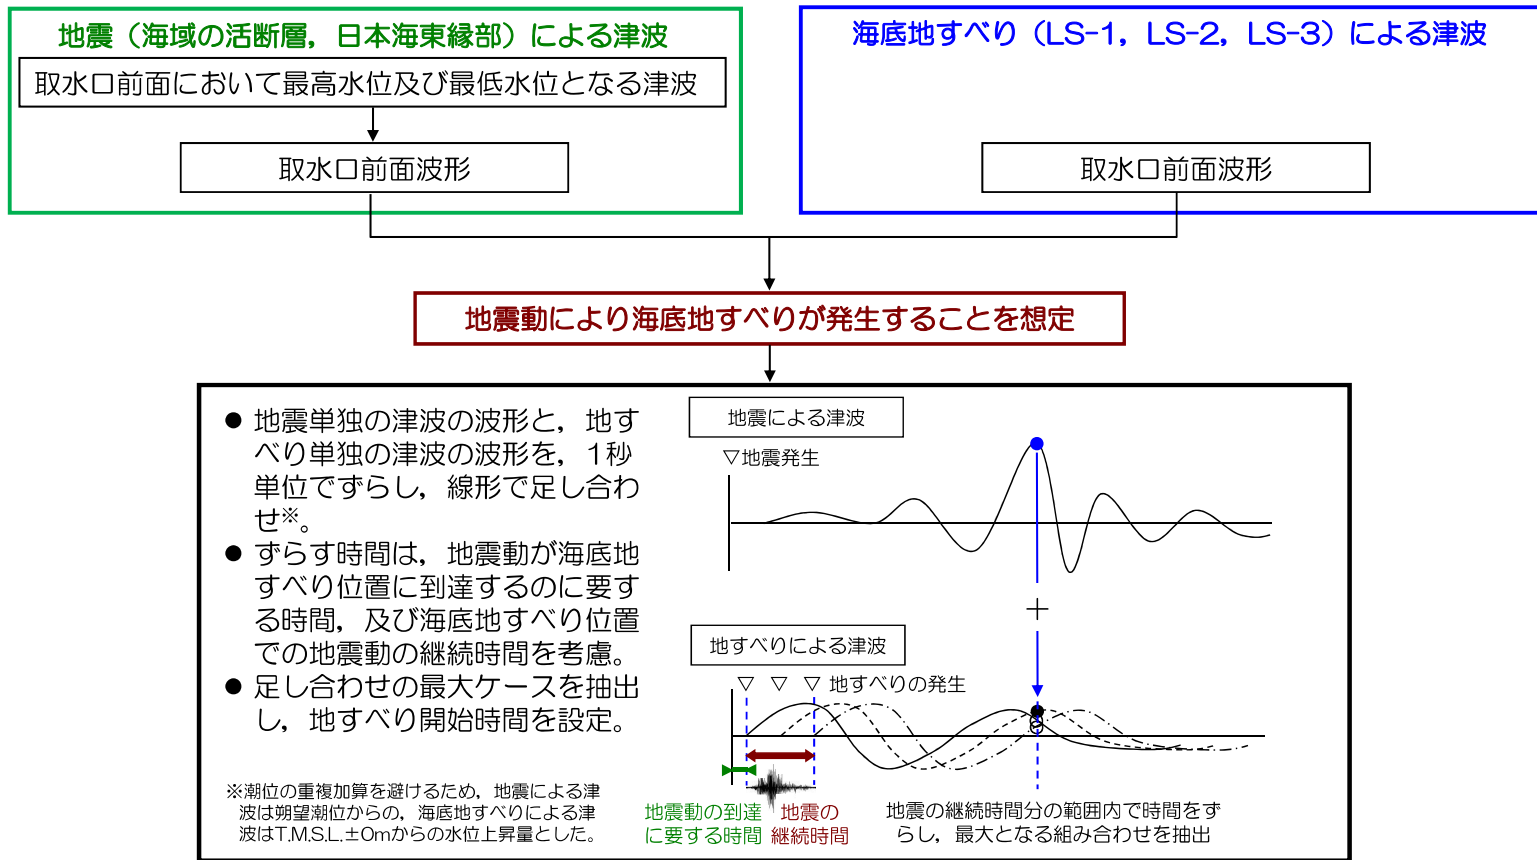 地震（海域の活断層，日本海東縁部）による津波
取水口前面において最高水位及び最低水位となる津波
取水口前面波形
海底地すべり（LS-1，LS-2，LS-3）による津波
取水口前面波形
地震動により海底地すべりが発生することを想定
● 地震単独の津波の波形と，地す
べり単独の津波の波形を，1秒
単位でずらし，線形で足し合わ
せ※。
● ずらす時間は，地震動が海底地
すべり位置に到達するのに要す
る時間，及び海底地すべり位置
での地震動の継続時間を考慮。
● 足し合わせの最大ケースを抽出
し，地すべり開始時間を設定。
※潮位の重複加算を避けるため，地震による津
波は朔望潮位からの，海底地すべりによる津
波はT.M.S.L.±0mからの水位上昇量とした。
地震による津波
▽地震発生
＋
地すべりによる津波
▽ ▽ ▽ 地すべりの発生
地震動の到達
に要する時間
地震の
継続時間
地震の継続時間分の範囲内で時間をず
らし，最大となる組み合わせを抽出